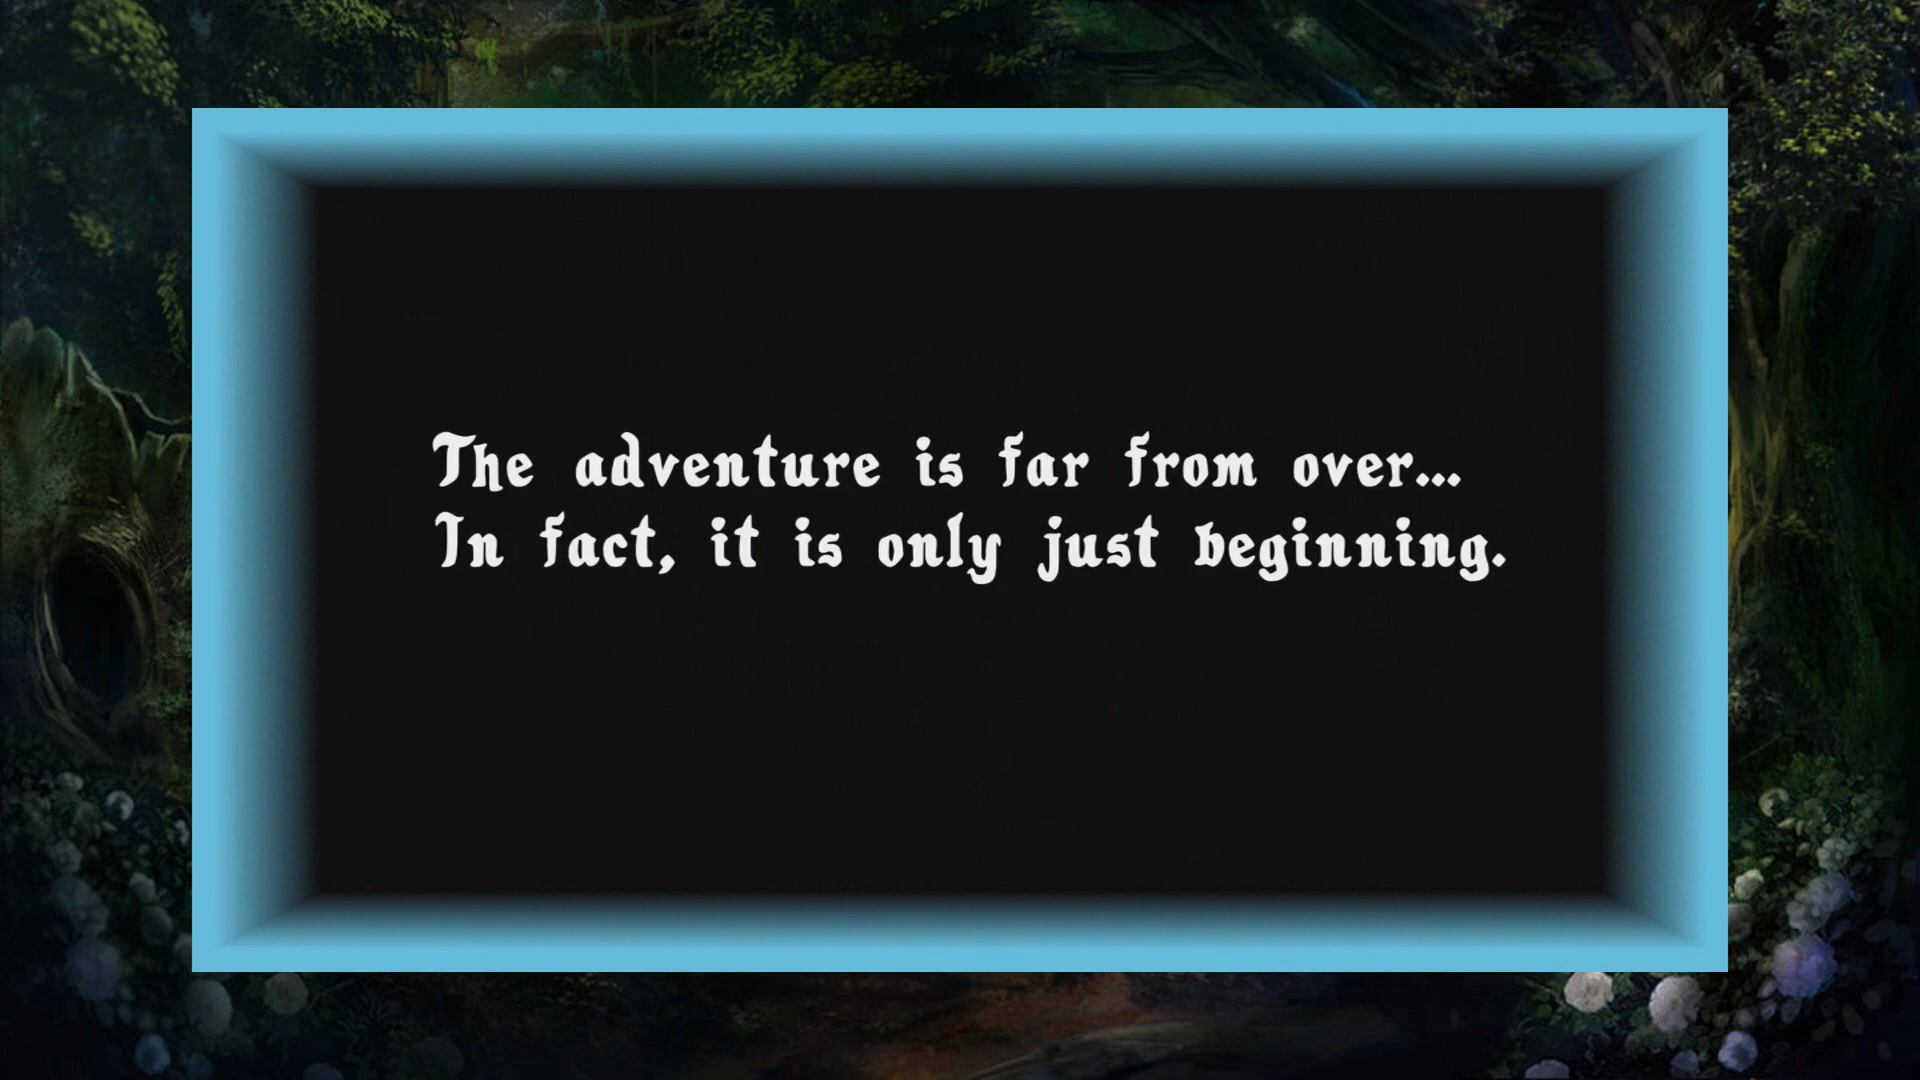 The adventure is far from over...
In fact, it is only just beginning.